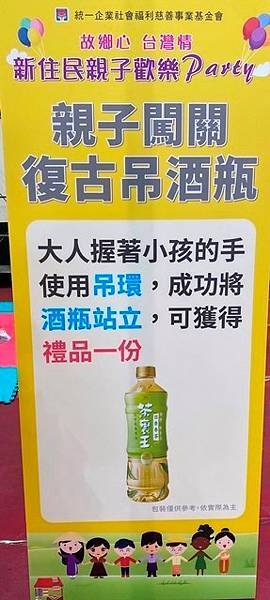 統一企業社會福利慈善事業基金會
故鄉心 台灣情
新住民親子歡樂Party
親子闖關
復古吊酒瓶
大人握著小孩的手
使用吊環，成功將
酒瓶站立，可獲得
禮品一份
茶裏王
包裝僅供參考，依實際為主